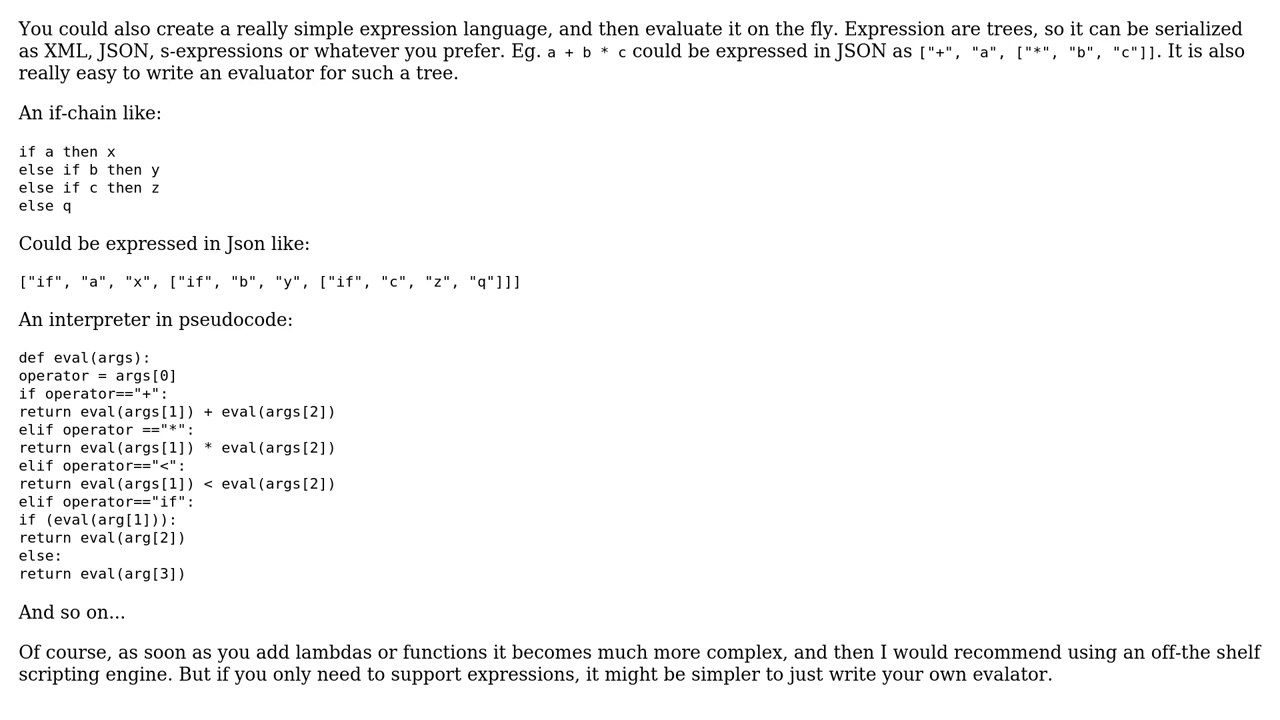 You could also create a really simple expression language, and then evaluate it on the fly. Expression are trees, so it can be serialized
as XML, JSON, s-expressions or whatever you prefer. Eg. a + b * c could be expressed in JSON as ["+", "a", ["*", "b", "c"]]. It is also
really easy to write an evaluator for such a tree.
An if-chain like:
if a then x
else if b then y
else if c then z
else q
Could be expressed in Json like:
["if", "a", "x", ["if", "b", "y", ["if", "c", "z", "q"]]]
An interpreter in pseudocode:
def eval(args):
operator = args[0]
if operator=="+":
return eval(args[1]) + eval(args[2])
elif operator =="*":
return eval(args[1]) * eval(args[2])
elif operator=="<":
return eval(args[1]) < eval(args[2])
elif operator=="if":
if (eval(arg[1])):
return eval(arg[2])
else:
return eval(arg[3])
And so on...
Of course, as soon as you add lambdas or functions it becomes much more complex, and then I would recommend using an off-the shelf
scripting engine. But if you only need to support expressions, it might be simpler to just write your own evalator.